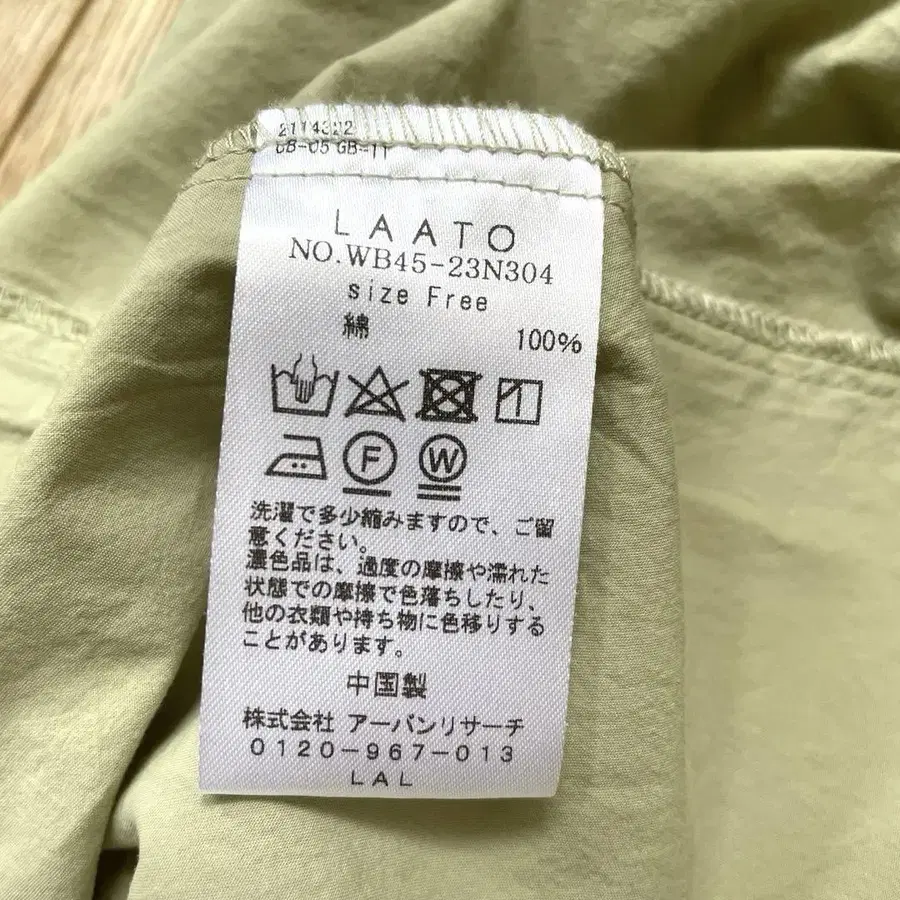 2114322
GB-05 GB-1T
LAATO
NO.WB45-23N304
size Free
綿 100%
F W
洗濯で多少縮みますので、ご留
意ください。
濃色品は、過度の摩擦や濡れた
状態での摩擦で色落ちしたり、
他の衣類や持ち物に色移りする
ことがあります。
中国製
株式会社 アーバンリサーチ
0120-967-013
LAL